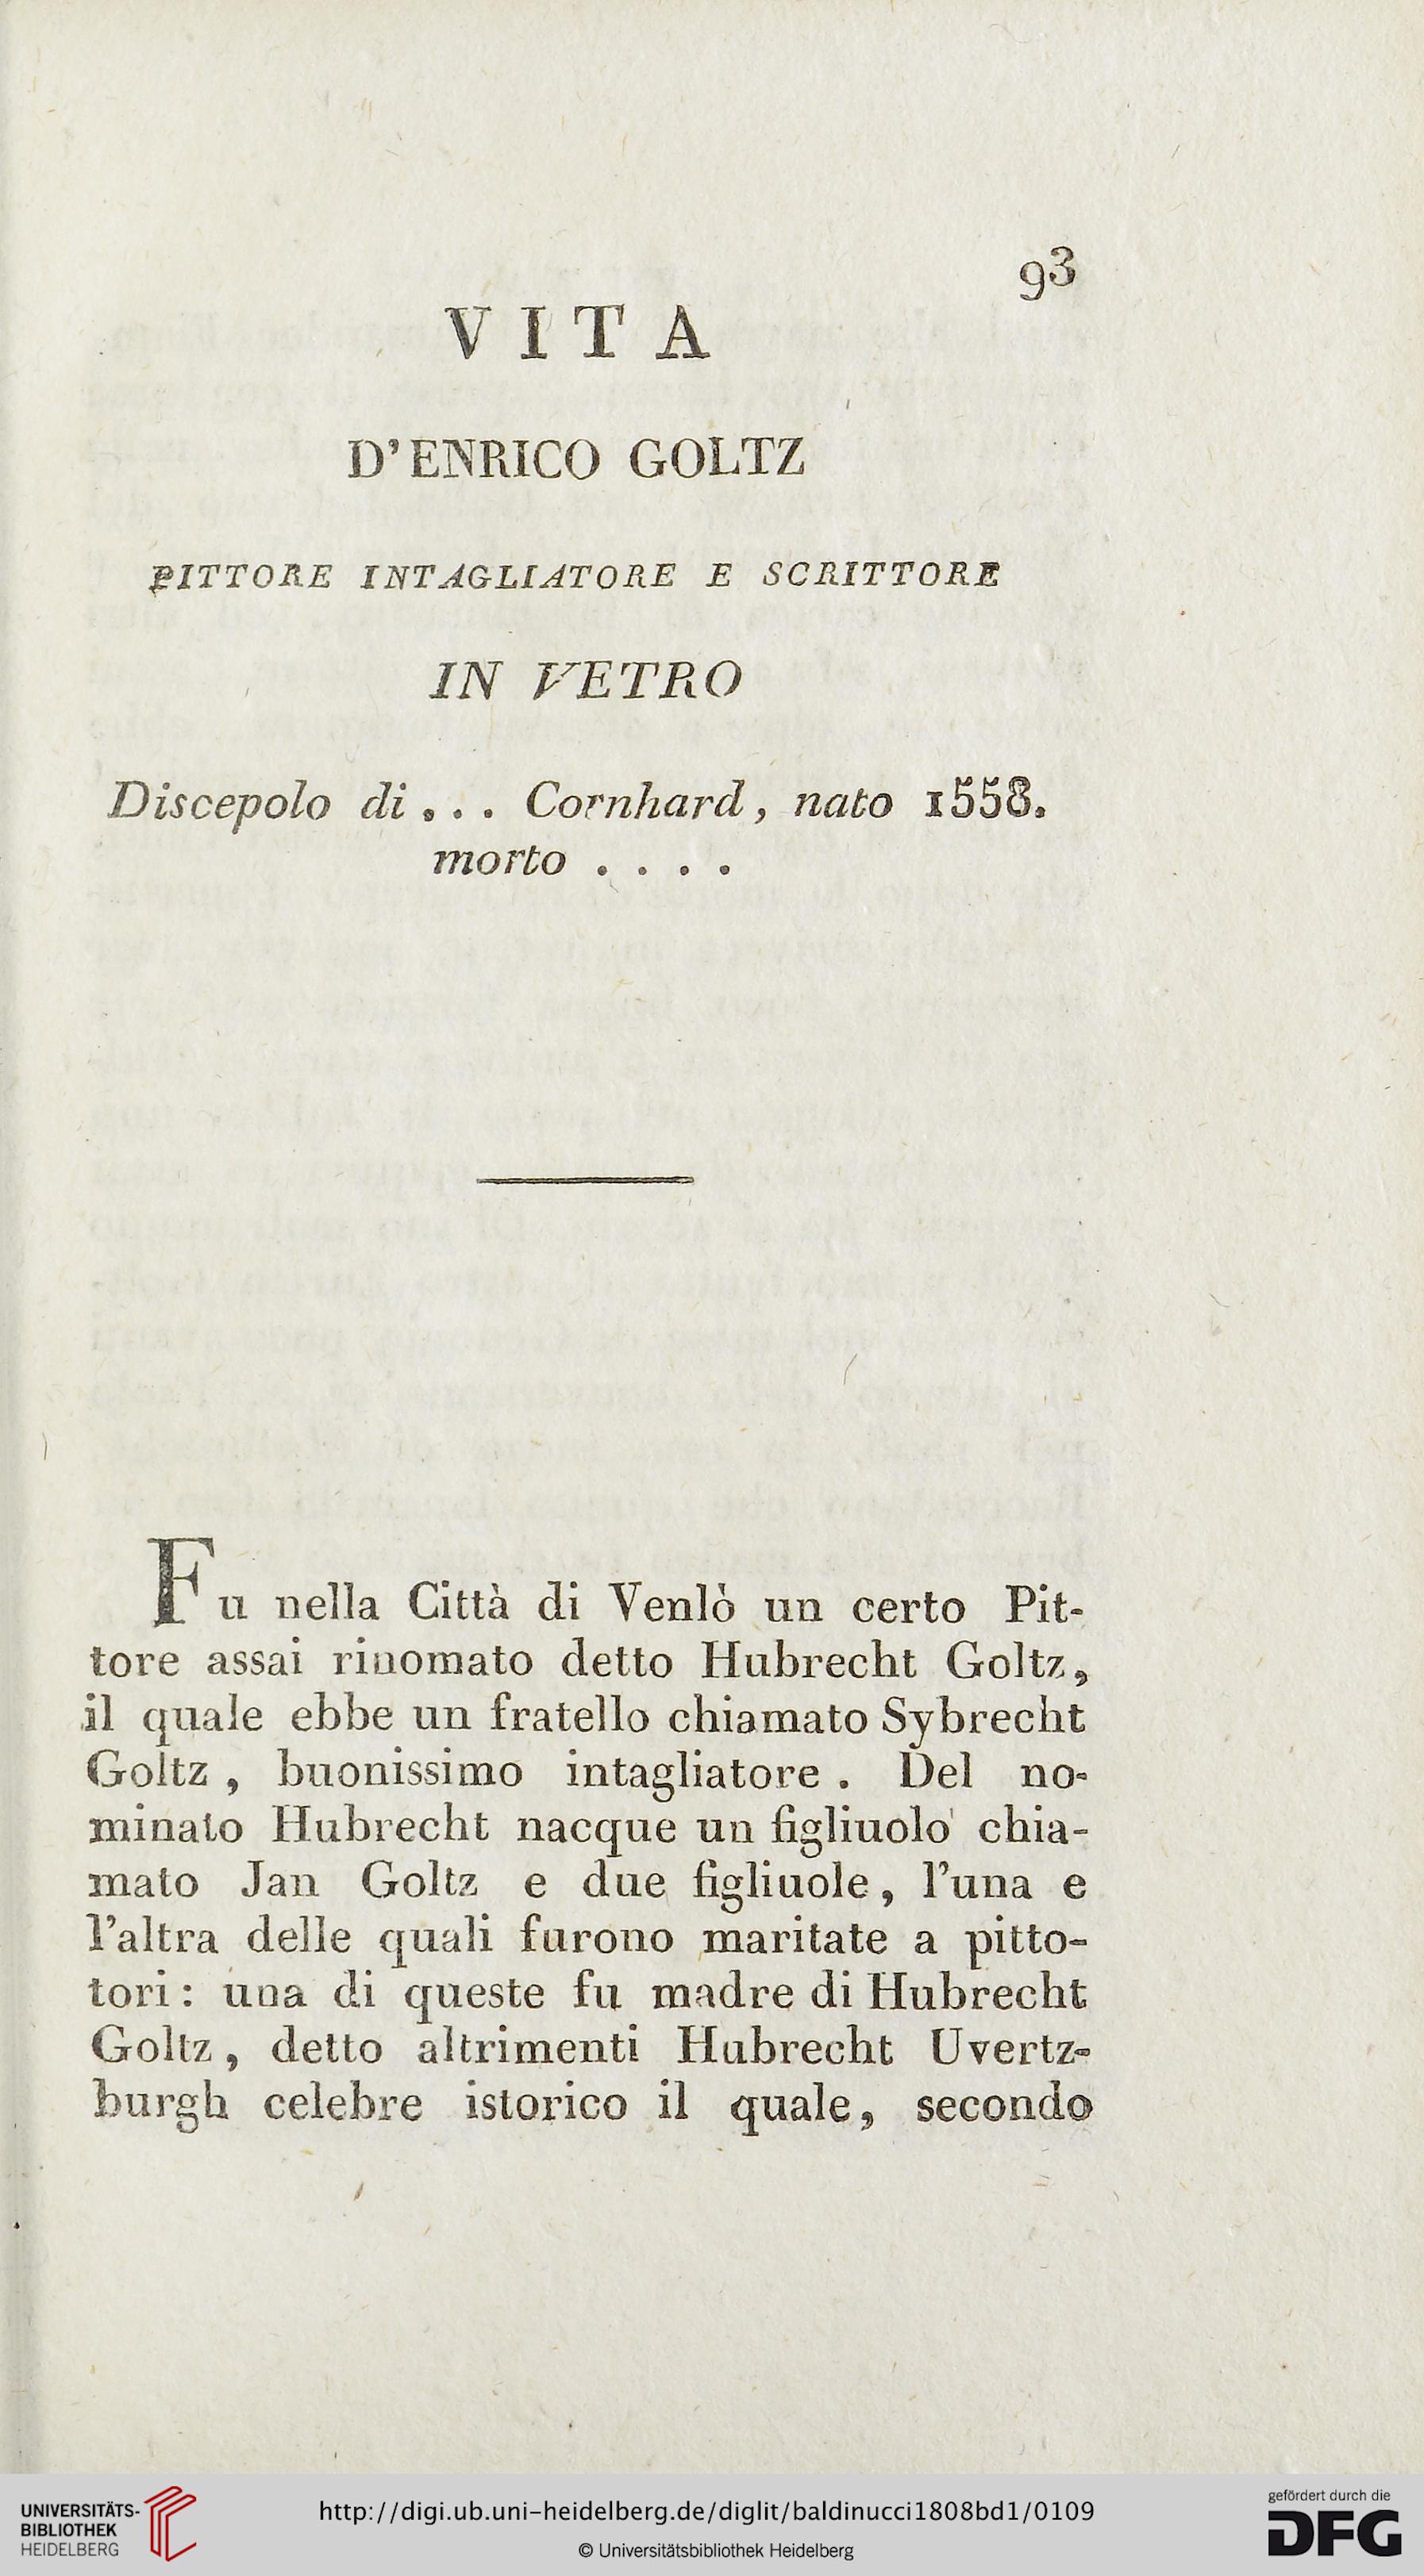 93
VITA
D'ENRICO GOLTZ
PITTORE INTAGLIATORE E SCRITTORE
IN VETRO
Discepolo di... Cornhard, nato 1558.
morto ....
Fu nella Città di Venlò un certo Pit-
tore assai rinomato detto Hubrecht Goltz,
il quale ebbe un fratello chiamato Sybrecht
Goltz, buonissimo intagliatore. Del no-
minato Hubrecht nacque un figliuolo chia-
mato Jan Goltz e due figliuole, l'una e
l'altra delle quali furono maritate a pitto-
tori: una di queste fu madre di Hubrecht
Goltz, detto altrimenti Hubrecht Uvertz-
burgh celebre istorico il quale, secondo
UNIVERSITÄTS-
BIBLIOTHEK
HEIDELBERG
http://digi.ub.uni-heidelberg.de/diglit/baldinucci1808bd1/0109
© Universitätsbibliothek Heidelberg
gefördert durch die
DFG